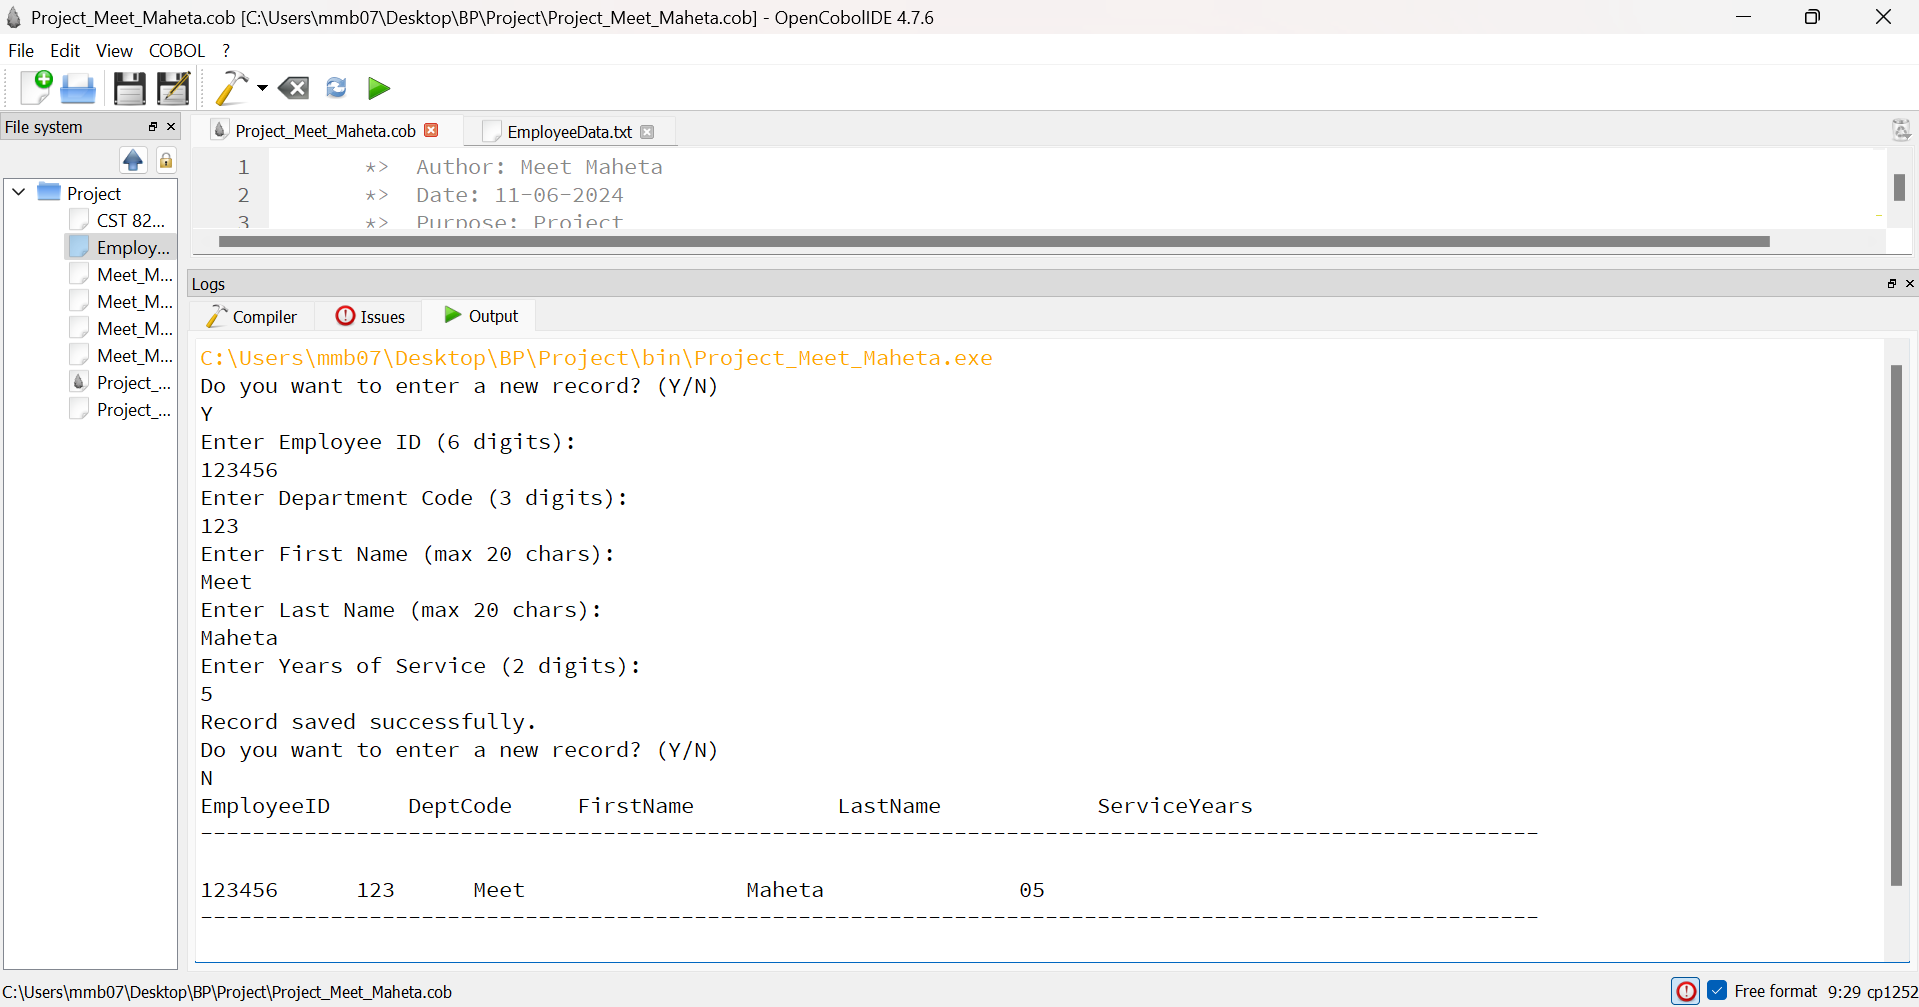 Project_Meet_Maheta.cob [C:\Users\mmb07\Desktop\BP\Project\Project_Meet_Maheta.cob] - OpenCobolIDE 4.7.6
File Edit View COBOL ?
File system
Project
CST 82...
Employ...
Meet_M...
Meet_M...
Meet_M...
Meet_M...
Project_...
Project_...
Project_Meet_Maheta.cob EmployeeData.txt
1 *> Author: Meet Maheta
2 *> Date: 11-06-2024
3 *> Purpose: Project
Logs
Compiler Issues Output
C:\Users\mmb07\Desktop\BP\Project\bin\Project_Meet_Maheta.exe
Do you want to enter a new record? (Y/N)
Y
Enter Employee ID (6 digits):
123456
Enter Department Code (3 digits):
123
Enter First Name (max 20 chars):
Meet
Enter Last Name (max 20 chars):
Maheta
Enter Years of Service (2 digits):
5
Record saved successfully.
Do you want to enter a new record? (Y/N)
N
EmployeeID DeptCode FirstName LastName ServiceYears
-------------------------------------------------------------------------------------------------------
123456 123 Meet Maheta 05
-------------------------------------------------------------------------------------------------------
C:\Users\mmb07\Desktop\BP\Project\Project_Meet_Maheta.cob
Free format 9:29 cp1252